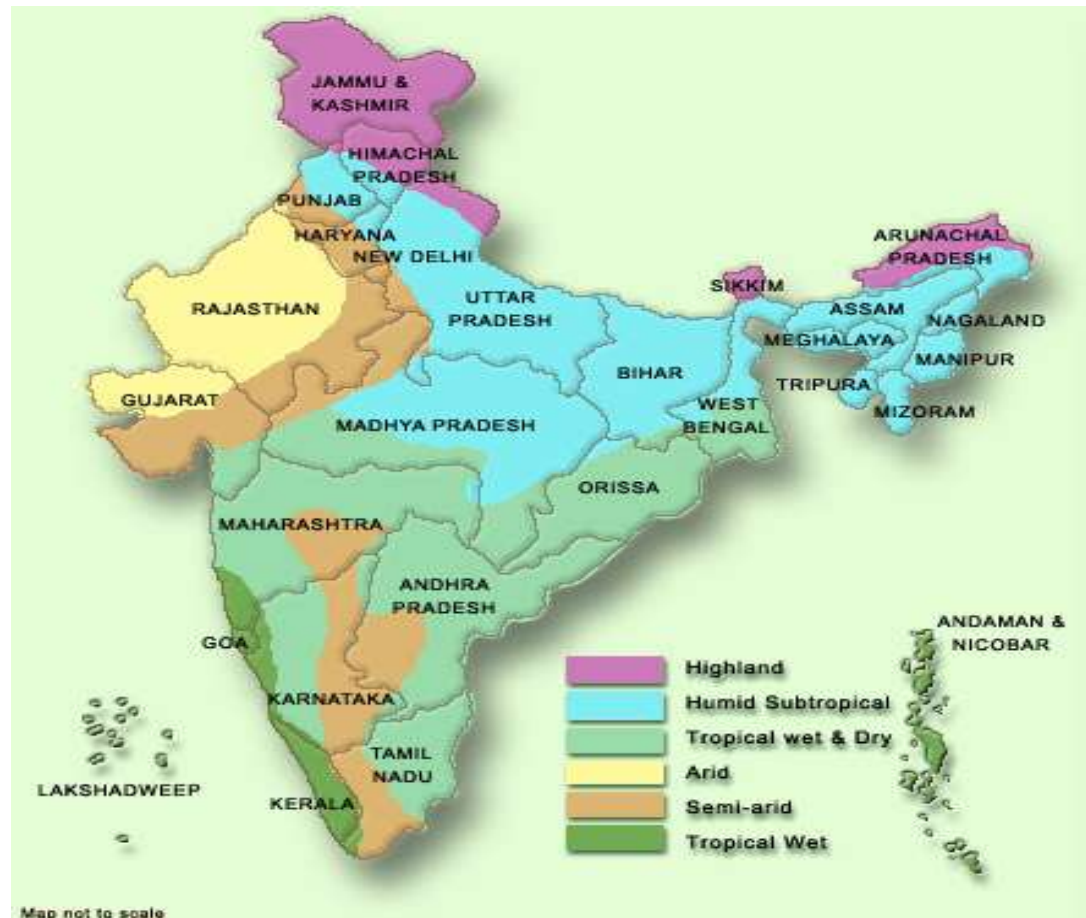 JAMMU &
KASHMIR
HIMACHAL
PRADESH
PUNJAB
HARYANA
NEW DELHI
ARUNACHAL
PRADESH
SIKKIM
RAJASTHAN
UTTAR
PRADESH
ASSAM
NAGALAND
MEGHALAYA
MANIPUR
BIHAR
TRIPURA
MIZORAM
GUJARAT
MADHYA PRADESH
WEST
BENGAL
ORISSA
MAHARASHTRA
ANDHRA
PRADESH
GOA
KARNATAKA
TAMIL
NADU
KERALA
LAKSHADWEEP
ANDAMAN &
NICOBAR
Highland
Humid Subtropical
Tropical wet & Dry
Arid
Semi-arid
Tropical Wet
Map not to scale